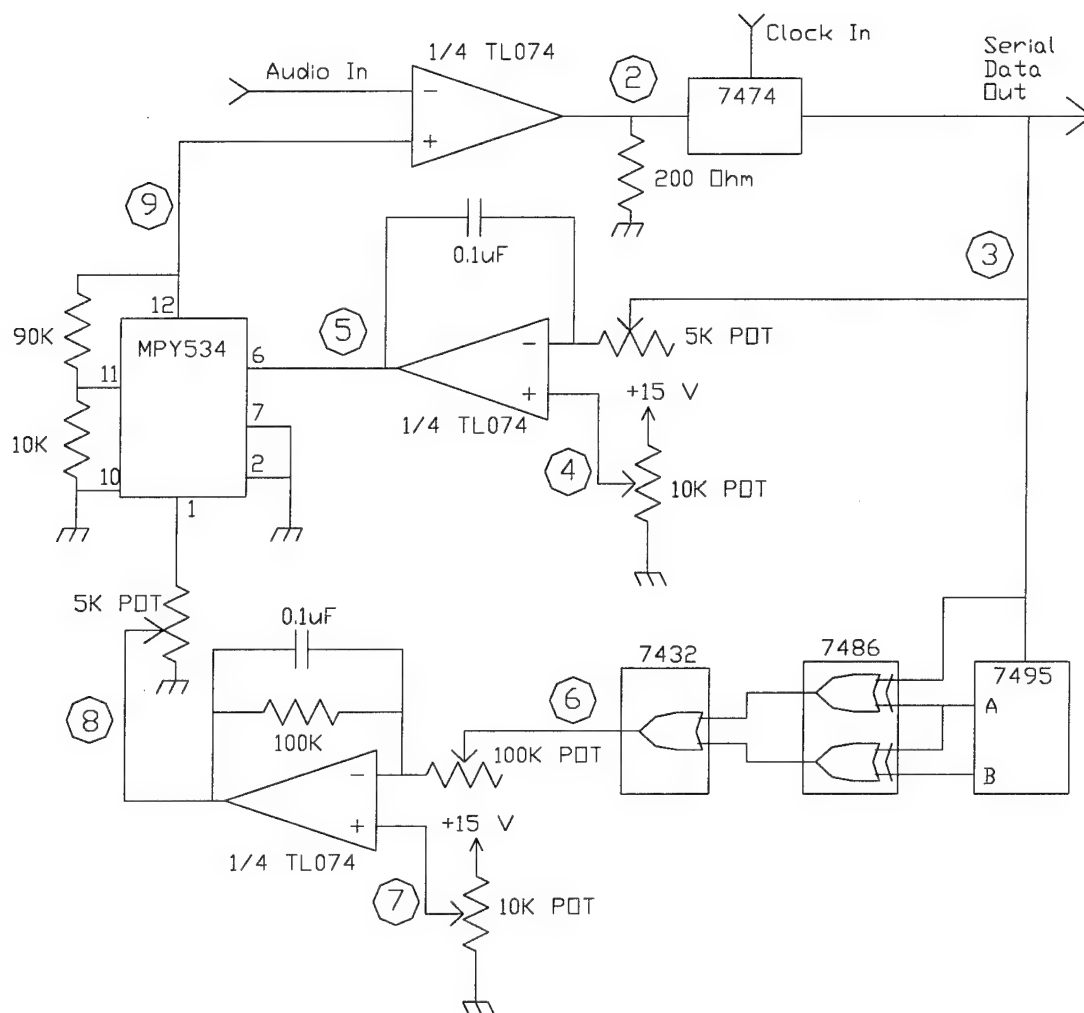 Clock In
Serial
Data
Out
1/4 TL074
Audio In
2
7474
−
+
200 Ohm
9
0.1uF
3
12
90K
MPY534
5
6
−
5K POT
11
+15 V
+
7
1/4 TL074
10K
2
4
10K POT
10
1
5K POT
0.1uF
7432
7486
7495
6
A
8
100K
100K POT
−
B
+15 V
+
1/4 TL074
7
10K POT